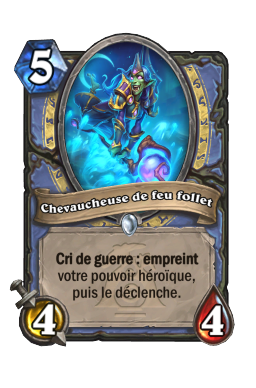 5
Chevaucheuse de feu follet
Cri de guerre : empreint
votre pouvoir héroïque,
puis le déclenche.
4 4